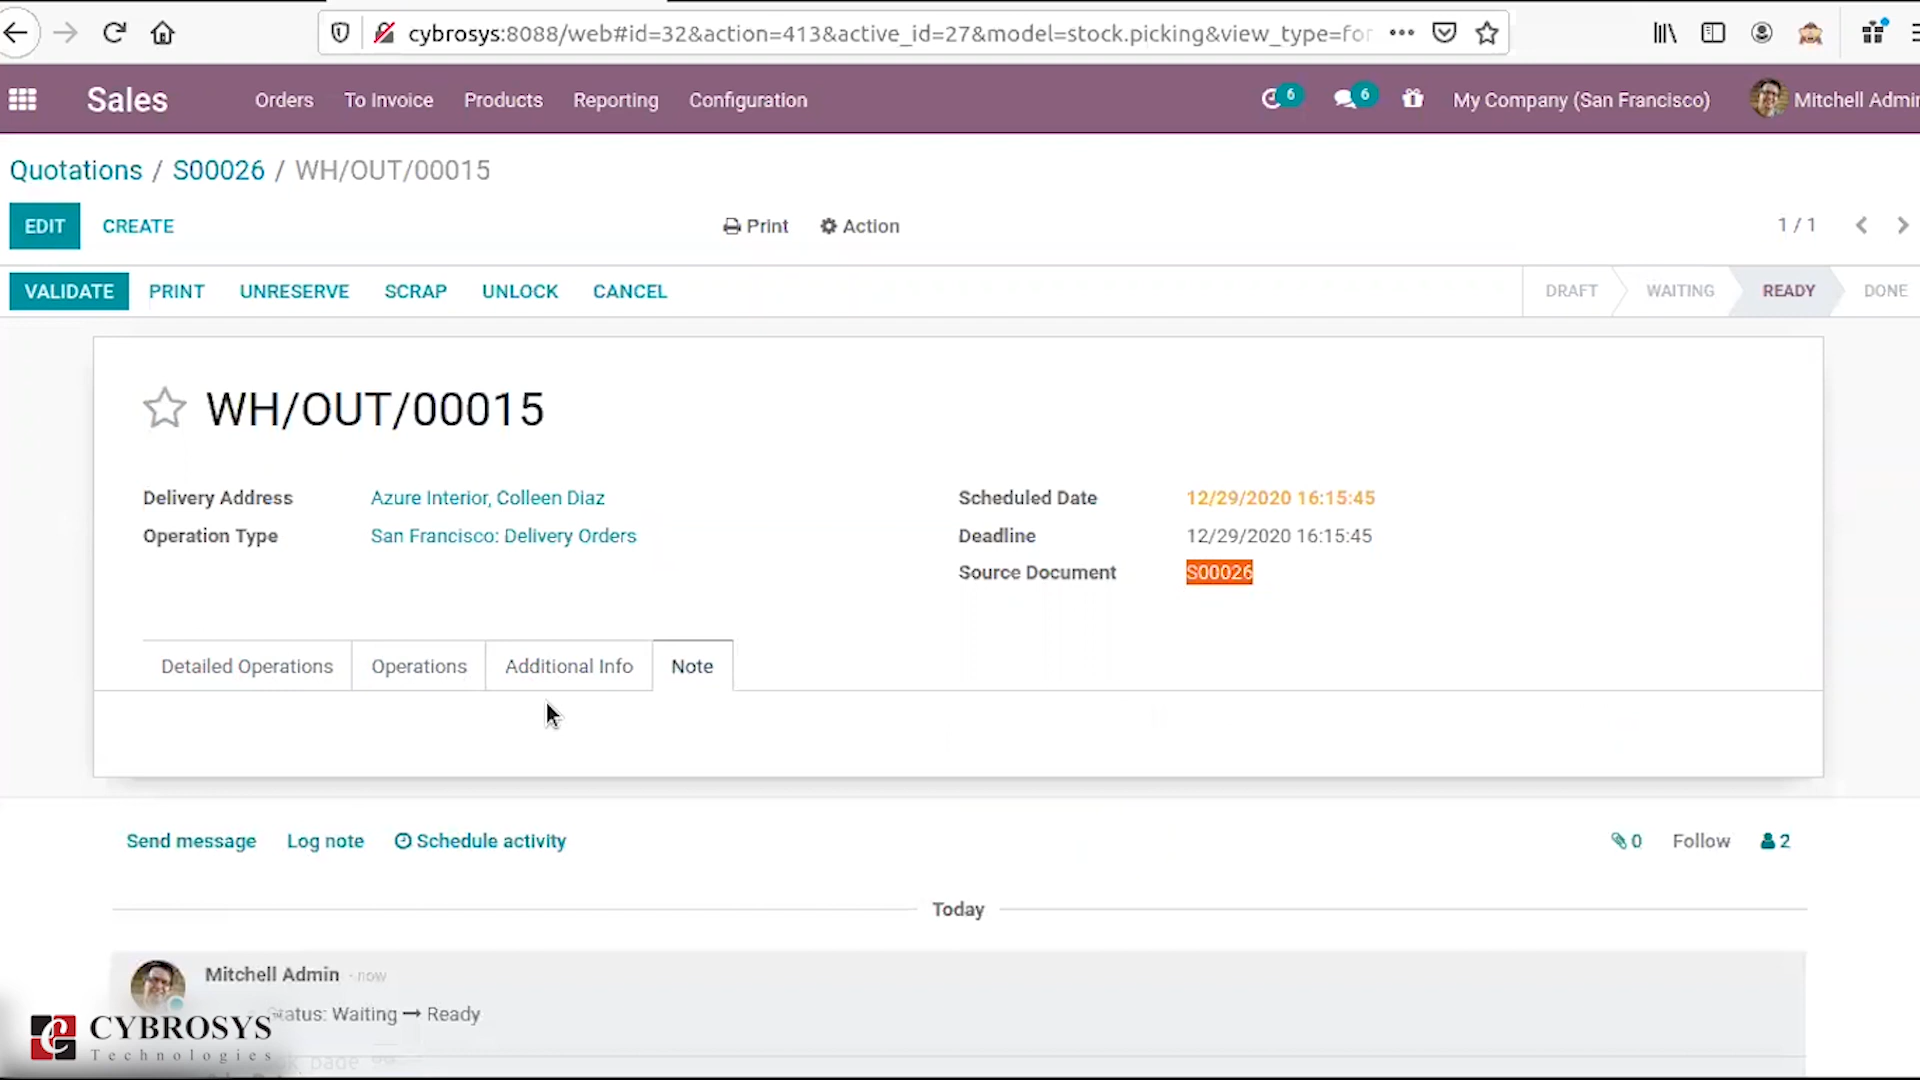 cybrosys:8088/web#id=32&action=413&active_id=27&model=stock.picking&view_type=for
Sales Orders To Invoice Products Reporting Configuration 6 6 My Company (San Francisco) Mitchell Admin
Quotations / S00026 / WH/OUT/00015
EDIT CREATE Print Action 1 / 1
VALIDATE PRINT UNRESERVE SCRAP UNLOCK CANCEL DRAFT WAITING READY DONE
WH/OUT/00015
Delivery Address Azure Interior, Colleen Diaz Scheduled Date 12/29/2020 16:15:45
Operation Type San Francisco: Delivery Orders Deadline 12/29/2020 16:15:45
Source Document S00026
Detailed Operations Operations Additional Info Note
Send message Log note Schedule activity 0 Follow 2
Today
Mitchell Admin - now
Status: Waiting → Ready
CYBROSYS
Technologies